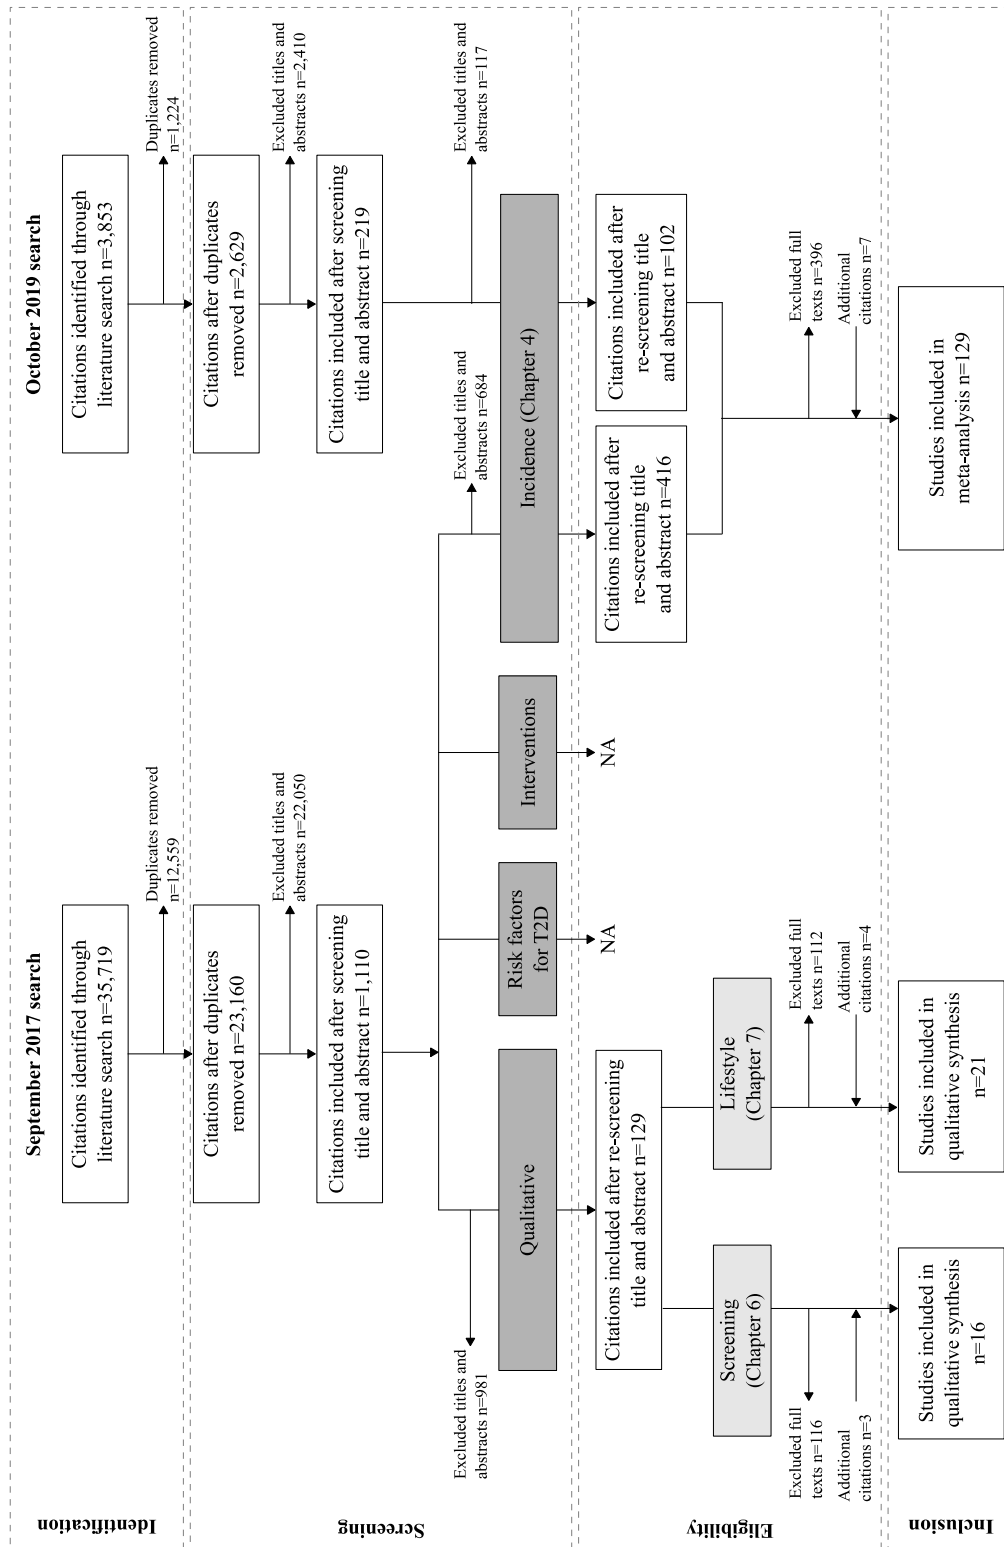 September 2017 search
October 2019 search
Identification
Citations identified through
literature search n=35,719
Duplicates removed
n=12,559
Citations identified through
literature search n=3,853
Duplicates removed
n=1,224
Screening
Citations after duplicates
removed n=23,160
Excluded titles and
abstracts n=22,050
Citations included after screening
title and abstract n=1,110
Citations after duplicates
removed n=2,629
Excluded titles and
abstracts n=2,410
Citations included after screening
title and abstract n=219
Excluded titles and
abstracts n=981
Excluded titles and
abstracts n=684
Excluded titles and
abstracts n=117
Qualitative
Risk factors
for T2D
Interventions
Incidence (Chapter 4)
Eligibility
Citations included after re-screening
title and abstract n=129
NA
NA
Citations included after
re-screening title
and abstract n=416
Citations included after
re-screening title
and abstract n=102
Screening
(Chapter 6)
Lifestyle
(Chapter 7)
Excluded full
texts n=116
Additional
citations n=3
Excluded full
texts n=112
Additional
citations n=4
Excluded full
texts n=396
Additional
citations n=7
Inclusion
Studies included in
qualitative synthesis
n=16
Studies included in
qualitative synthesis
n=21
Studies included in
meta-analysis n=129